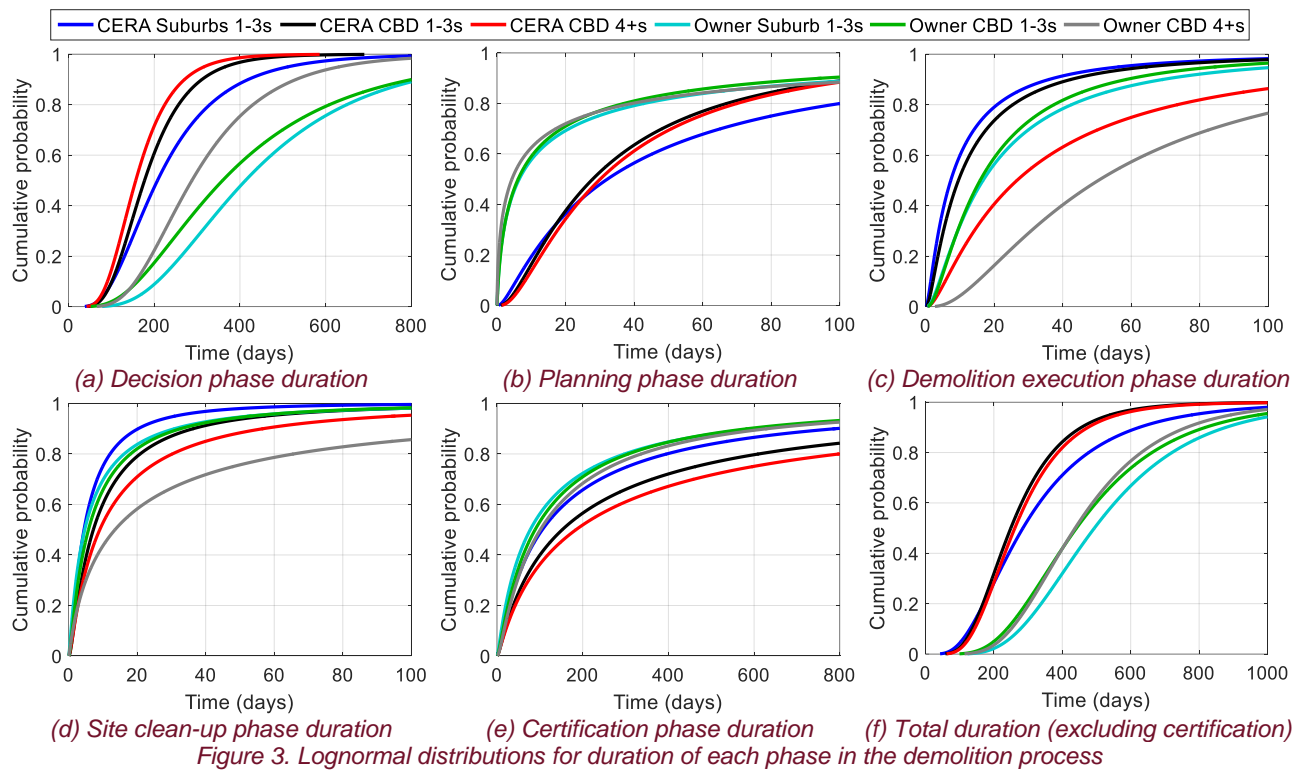 CERA Suburbs 1-3s CERA CBD 1-3s CERA CBD 4+s Owner Suburb 1-3s Owner CBD 1-3s Owner CBD 4+s
Cumulative probability
1
0.8
0.6
0.4
0.2
0
0 200 400 600 800
Time (days)
(a) Decision phase duration
Cumulative probability
1
0.8
0.6
0.4
0.2
0
0 20 40 60 80 100
Time (days)
(b) Planning phase duration
Cumulative probability
1
0.8
0.6
0.4
0.2
0
0 20 40 60 80 100
Time (days)
(c) Demolition execution phase duration
Cumulative probability
1
0.8
0.6
0.4
0.2
0
0 20 40 60 80 100
Time (days)
(d) Site clean-up phase duration
Cumulative probability
1
0.8
0.6
0.4
0.2
0
0 200 400 600 800
Time (days)
(e) Certification phase duration
Cumulative probability
1
0.8
0.6
0.4
0.2
0
0 200 400 600 800 1000
Time (days)
(f) Total duration (excluding certification)
Figure 3. Lognormal distributions for duration of each phase in the demolition process